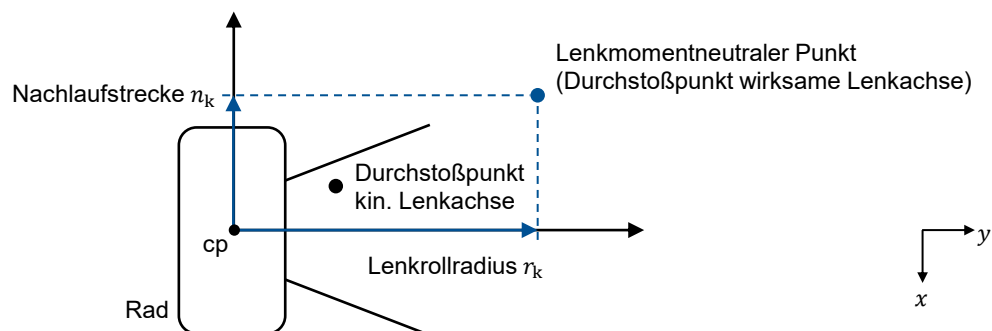 Lenkmomentneutraler Punkt
(Durchstoßpunkt wirksame Lenkachse)
Nachlaufstrecke nₖ
Durchstoßpunkt
kin. Lenkachse
cp
y
Lenkrollradius rₖ
x
Rad